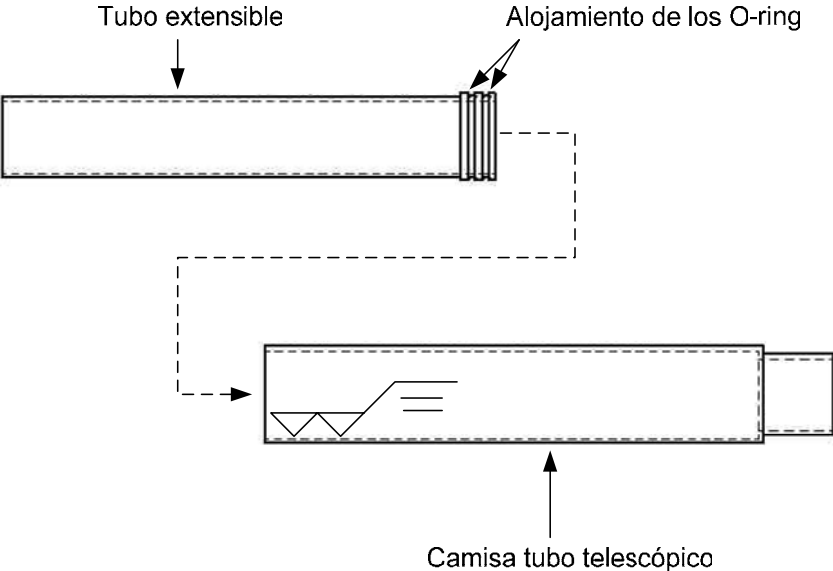 Tubo extensible
Alojamiento de los O-ring
Camisa tubo telescópico